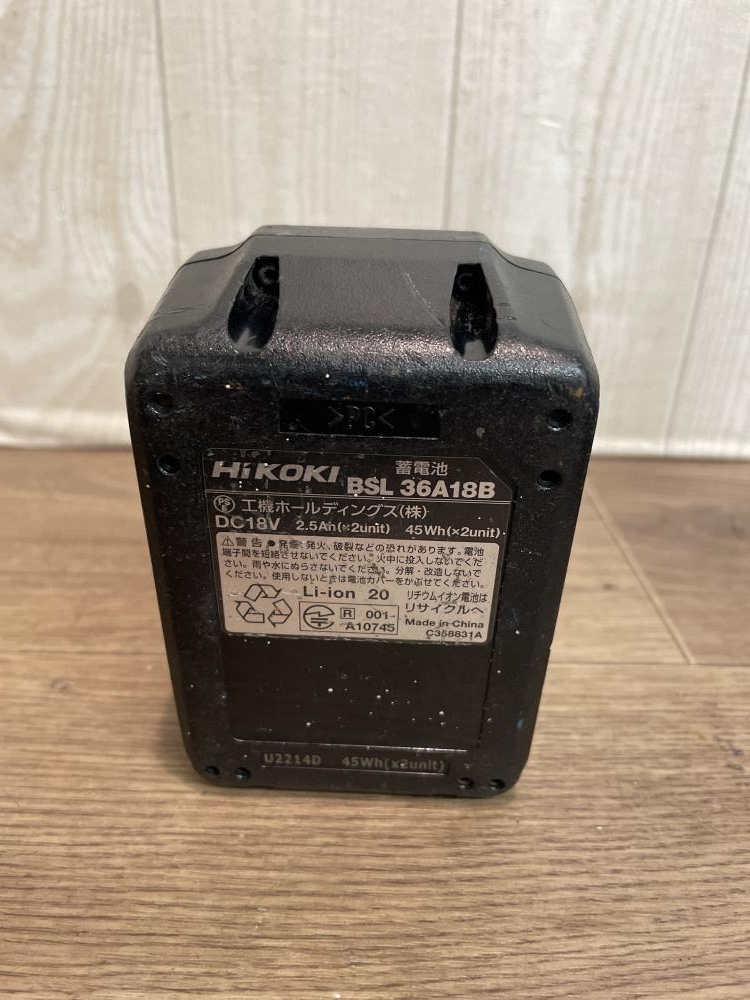 >PC<
HiKOKI 蓄電池
BSL 36A18B
PSE 工機ホールディングス(株)
DC18V 2.5Ah(×2unit) 45Wh(×2unit)
⚠警告 ●発煙、発火、破裂などの恐れがあります。電池
端子間を短絡させないでください。火中に投入しないでくだ
さい。雨や水にぬらさないでください。分解・改造しないで
ください。使用しないときは電池カバーをかぶせてください。
Li-ion 20 リチウムイオン電池は
リサイクルへ
R 001-
A10745
Made in China
C358831A
U2214D 45Wh(x2unit)